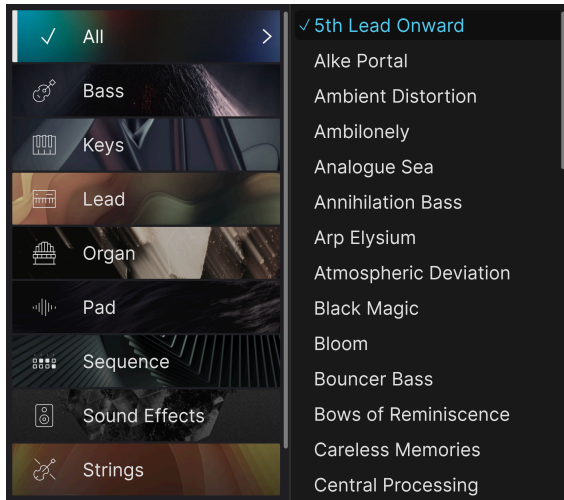 All
Bass
Keys
Lead
Organ
Pad
Sequence
Sound Effects
Strings
5th Lead Onward
Alke Portal
Ambient Distortion
Ambilonely
Analogue Sea
Annihilation Bass
Arp Elysium
Atmospheric Deviation
Black Magic
Bloom
Bouncer Bass
Bows of Reminiscence
Careless Memories
Central Processing